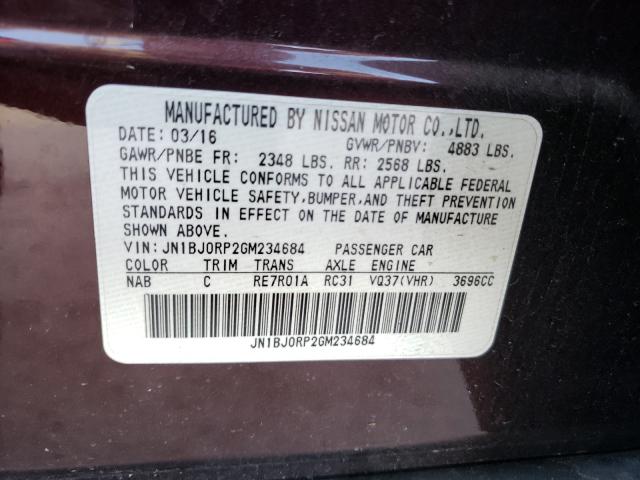 MANUFACTURED BY NISSAN MOTOR CO.,LTD.
DATE: 03/16 GVWR/PNBV: 4883 LBS.
GAWR/PNBE FR: 2348 LBS. RR: 2568 LBS.
THIS VEHICLE CONFORMS TO ALL APPLICABLE FEDERAL
MOTOR VEHICLE SAFETY,BUMPER,AND THEFT PREVENTION
STANDARDS IN EFFECT ON THE DATE OF MANUFACTURE
SHOWN ABOVE.
VIN: JN1BJ0RP2GM234684 PASSENGER CAR
COLOR TRIM TRANS AXLE ENGINE
NAB C RE7R01A RC31 VQ37(VHR) 3696CC
JN1BJ0RP2GM234684